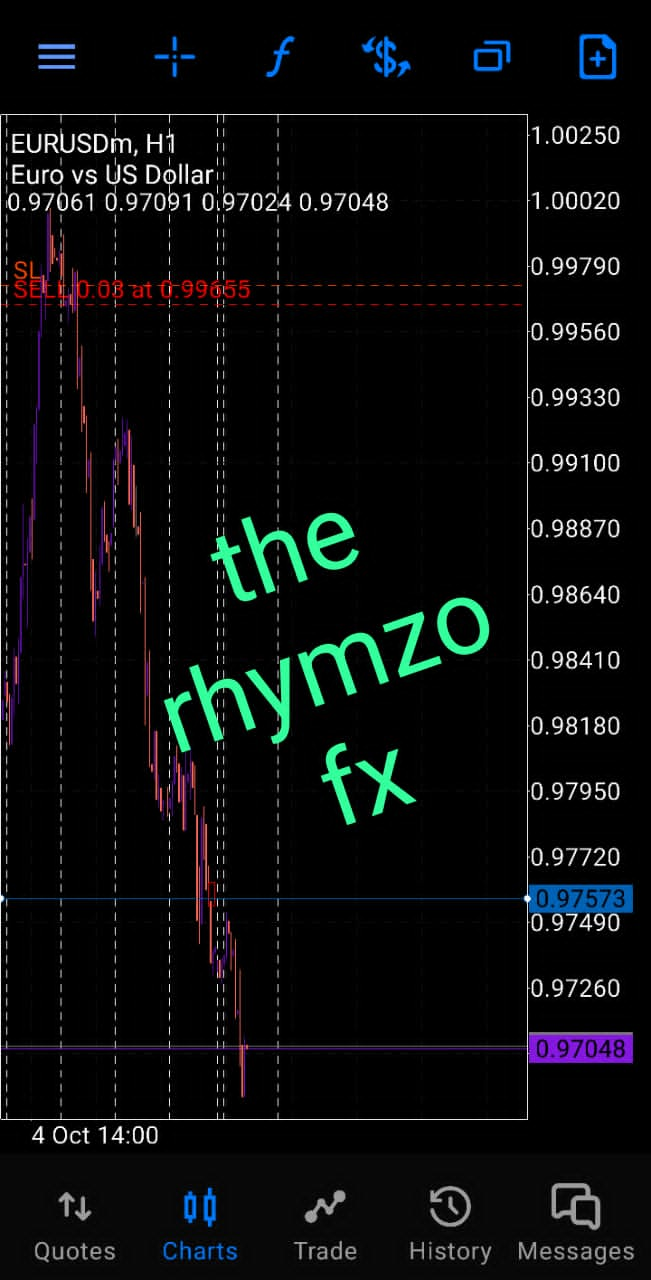 EURUSDm, H1
Euro vs US Dollar
0.97061 0.97091 0.97024 0.97048
SL
SELL 0.03 at 0.99655
the
rhymzo
fx
1.00250
1.00020
0.99790
0.99560
0.99330
0.99100
0.98870
0.98640
0.98410
0.98180
0.97950
0.97720
0.97573
0.97490
0.97260
0.97048
4 Oct 14:00
Quotes Charts Trade History Messages